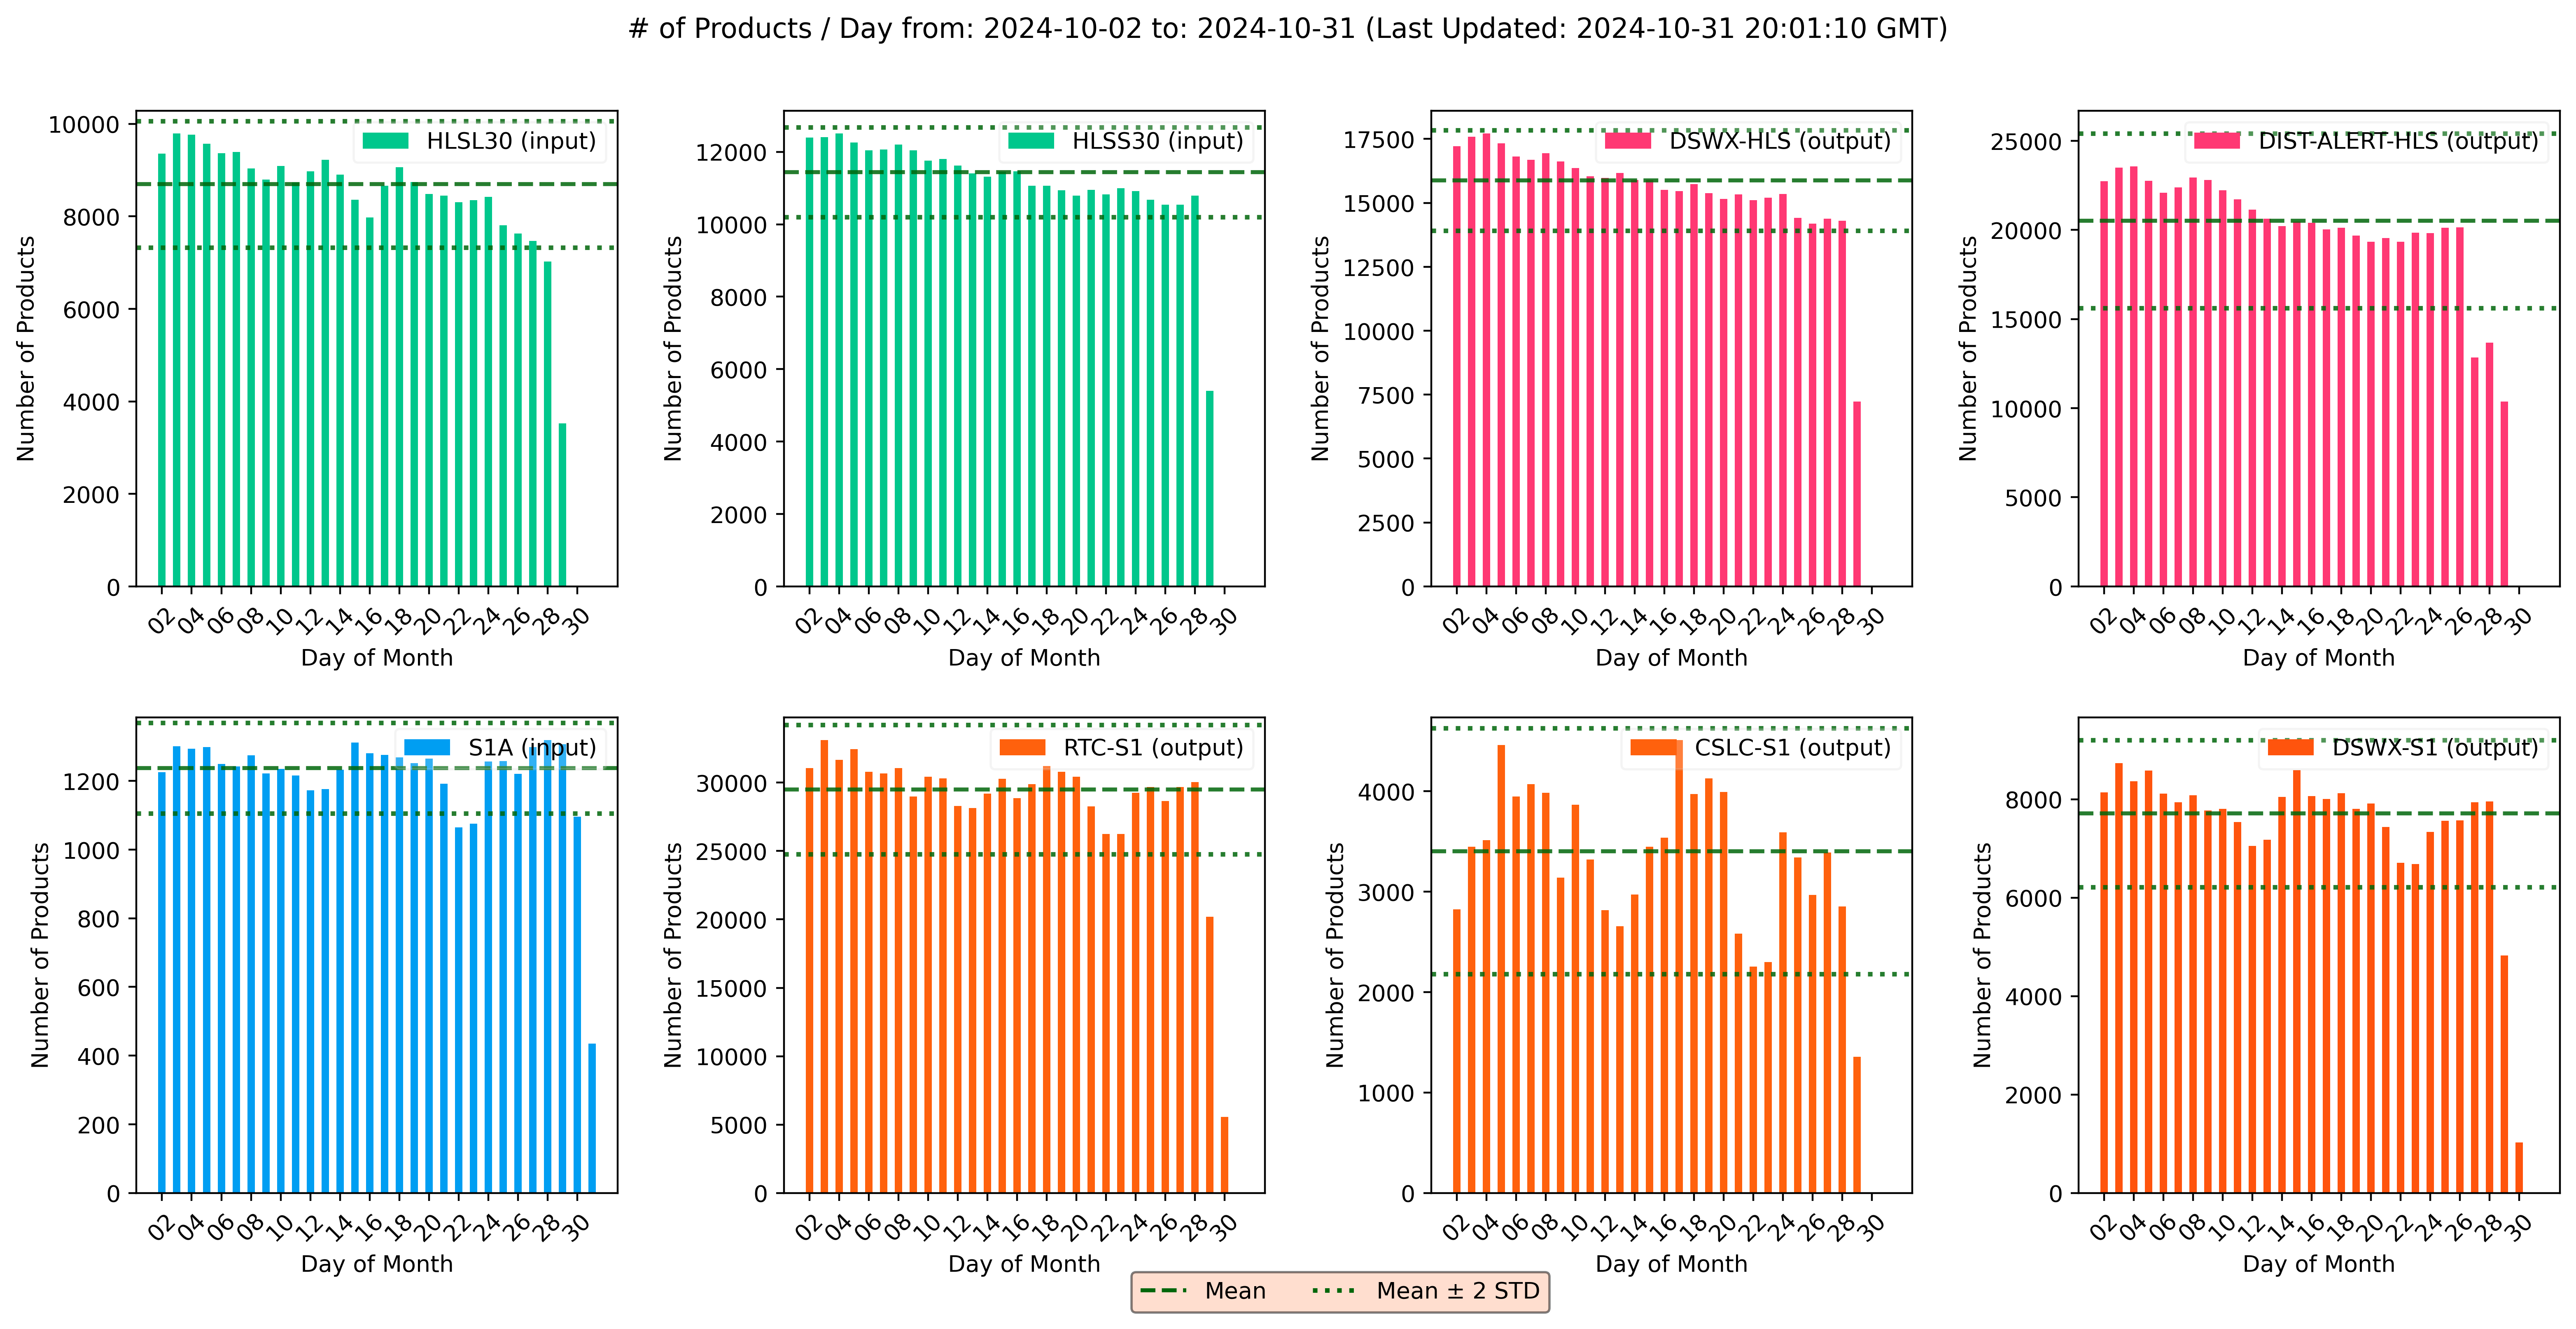 # of Products / Day from: 2024-10-02 to: 2024-10-31 (Last Updated: 2024-10-31 20:01:10 GMT)
HLSL30 (input)
Number of Products
10000
8000
6000
4000
2000
0
02 04 06 08 10 12 14 16 18 20 22 24 26 28 30
Day of Month
HLSS30 (input)
Number of Products
12000
10000
8000
6000
4000
2000
0
02 04 06 08 10 12 14 16 18 20 22 24 26 28 30
Day of Month
DSWX-HLS (output)
Number of Products
17500
15000
12500
10000
7500
5000
2500
0
02 04 06 08 10 12 14 16 18 20 22 24 26 28 30
Day of Month
DIST-ALERT-HLS (output)
Number of Products
25000
20000
15000
10000
5000
0
02 04 06 08 10 12 14 16 18 20 22 24 26 28 30
Day of Month
S1A (input)
Number of Products
1200
1000
800
600
400
200
0
02 04 06 08 10 12 14 16 18 20 22 24 26 28 30
Day of Month
RTC-S1 (output)
Number of Products
30000
25000
20000
15000
10000
5000
0
02 04 06 08 10 12 14 16 18 20 22 24 26 28 30
Day of Month
CSLC-S1 (output)
Number of Products
4000
3000
2000
1000
0
02 04 06 08 10 12 14 16 18 20 22 24 26 28 30
Day of Month
DSWX-S1 (output)
Number of Products
8000
6000
4000
2000
0
02 04 06 08 10 12 14 16 18 20 22 24 26 28 30
Day of Month
Mean Mean ± 2 STD